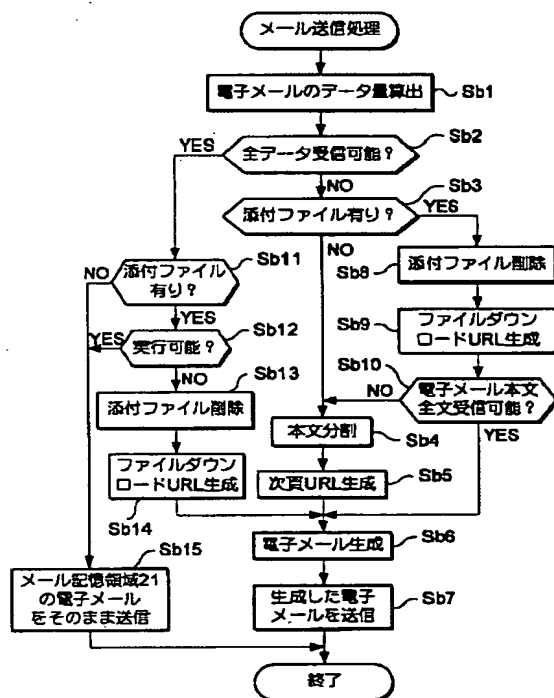 メール送信処理
電子メールのデータ量算出
Sb1
Sb2
YES
全データ受信可能?
NO
Sb3
添付ファイル有り?
YES
NO
Sb8
添付ファイル削除
Sb11
NO
添付ファイル
有り?
Sb9
ファイルダウン
ロードURL生成
YES
Sb12
YES
実行可能?
Sb10
NO
電子メール本文
全文受信可能?
NO
Sb13
添付ファイル削除
本文分割
Sb4
YES
ファイルダウン
ロードURL生成
次頁URL生成
Sb5
Sb14
電子メール生成
Sb6
Sb15
メール記憶領域21
の電子メール
をそのまま送信
生成した電子
メールを送信
Sb7
終了